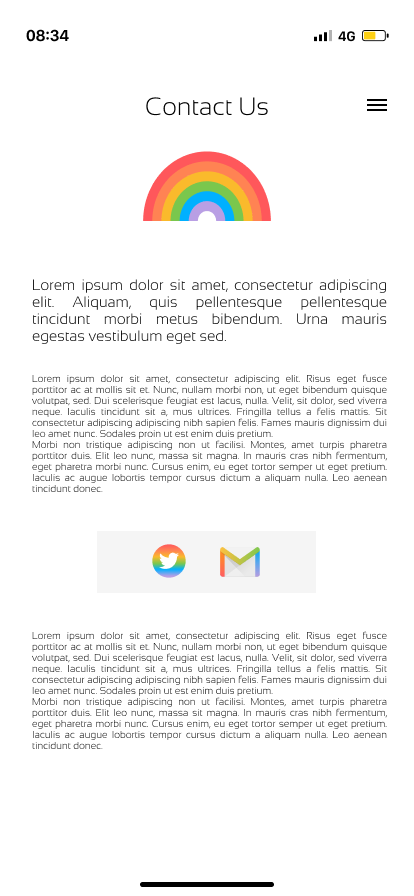 08:34
4G
Contact Us
Lorem ipsum dolor sit amet, consectetur adipiscing
elit. Aliquam, quis pellentesque pellentesque
tincidunt morbi metus bibendum. Urna mauris
egestas vestibulum eget sed.
Lorem ipsum dolor sit amet, consectetur adipiscing elit. Risus eget fusce
porttitor ac at mollis sit et. Nunc, nullam morbi non, ut eget bibendum quisque
volutpat, sed. Dui scelerisque feugiat est lacus, nulla. Velit, sit dolor, sed viverra
neque. Iaculis tincidunt sit a, mus ultrices. Fringilla tellus a felis mattis. Sit
consectetur adipiscing adipiscing nibh sapien felis. Fames mauris dignissim dui
leo amet nunc. Sodales proin ut est enim duis pretium.
Morbi non tristique adipiscing non ut facilisi. Montes, amet turpis pharetra
porttitor duis. Elit leo nunc, massa sit magna. In mauris cras nibh fermentum,
eget pharetra morbi nunc. Cursus enim, eu eget tortor semper ut eget pretium.
Iaculis ac augue lobortis tempor cursus dictum a aliquam nulla. Leo aenean
tincidunt donec.
Lorem ipsum dolor sit amet, consectetur adipiscing elit. Risus eget fusce
porttitor ac at mollis sit et. Nunc, nullam morbi non, ut eget bibendum quisque
volutpat, sed. Dui scelerisque feugiat est lacus, nulla. Velit, sit dolor, sed viverra
neque. Iaculis tincidunt sit a, mus ultrices. Fringilla tellus a felis mattis. Sit
consectetur adipiscing adipiscing nibh sapien felis. Fames mauris dignissim dui
leo amet nunc. Sodales proin ut est enim duis pretium.
Morbi non tristique adipiscing non ut facilisi. Montes, amet turpis pharetra
porttitor duis. Elit leo nunc, massa sit magna. In mauris cras nibh fermentum,
eget pharetra morbi nunc. Cursus enim, eu eget tortor semper ut eget pretium.
Iaculis ac augue lobortis tempor cursus dictum a aliquam nulla. Leo aenean
tincidunt donec.